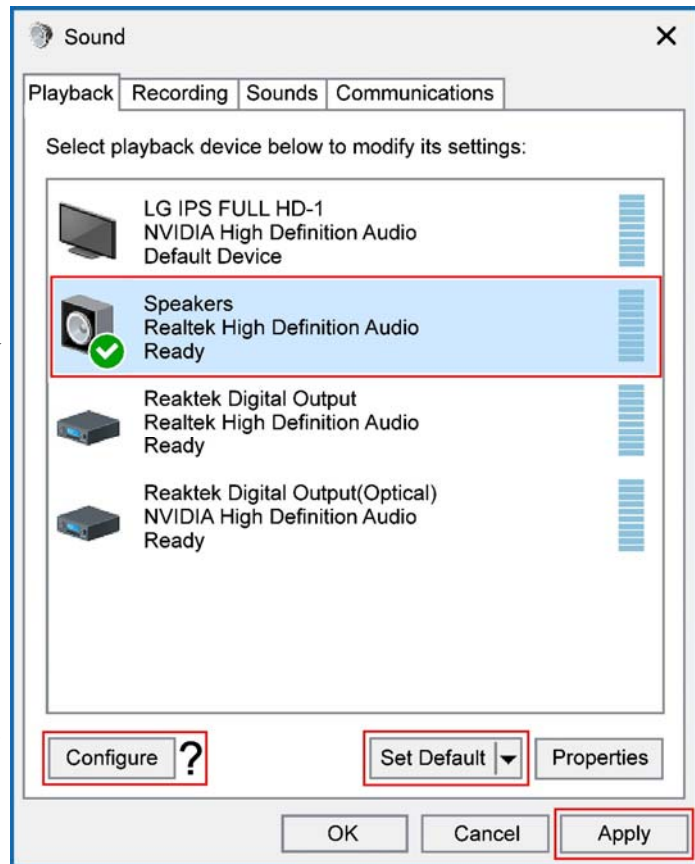 Sound
Playback Recording Sounds Communications
Select playback device below to modify its settings:
LG IPS FULL HD-1
NVIDIA High Definition Audio
Default Device
Speakers
Realtek High Definition Audio
Ready
Reaktek Digital Output
Realtek High Definition Audio
Ready
Reaktek Digital Output(Optical)
NVIDIA High Definition Audio
Ready
Configure ? Set Default Properties
OK Cancel Apply